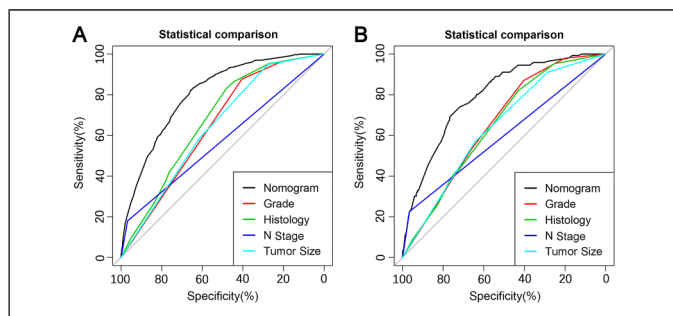 A
Statistical comparison
Sensitivity(%)
100
80
60
40
20
0
Nomogram
Grade
Histology
N Stage
Tumor Size
100 80 60 40 20 0
Specificity(%)
B
Statistical comparison
Sensitivity(%)
100
80
60
40
20
0
Nomogram
Grade
Histology
N Stage
Tumor Size
100 80 60 40 20 0
Specificity(%)